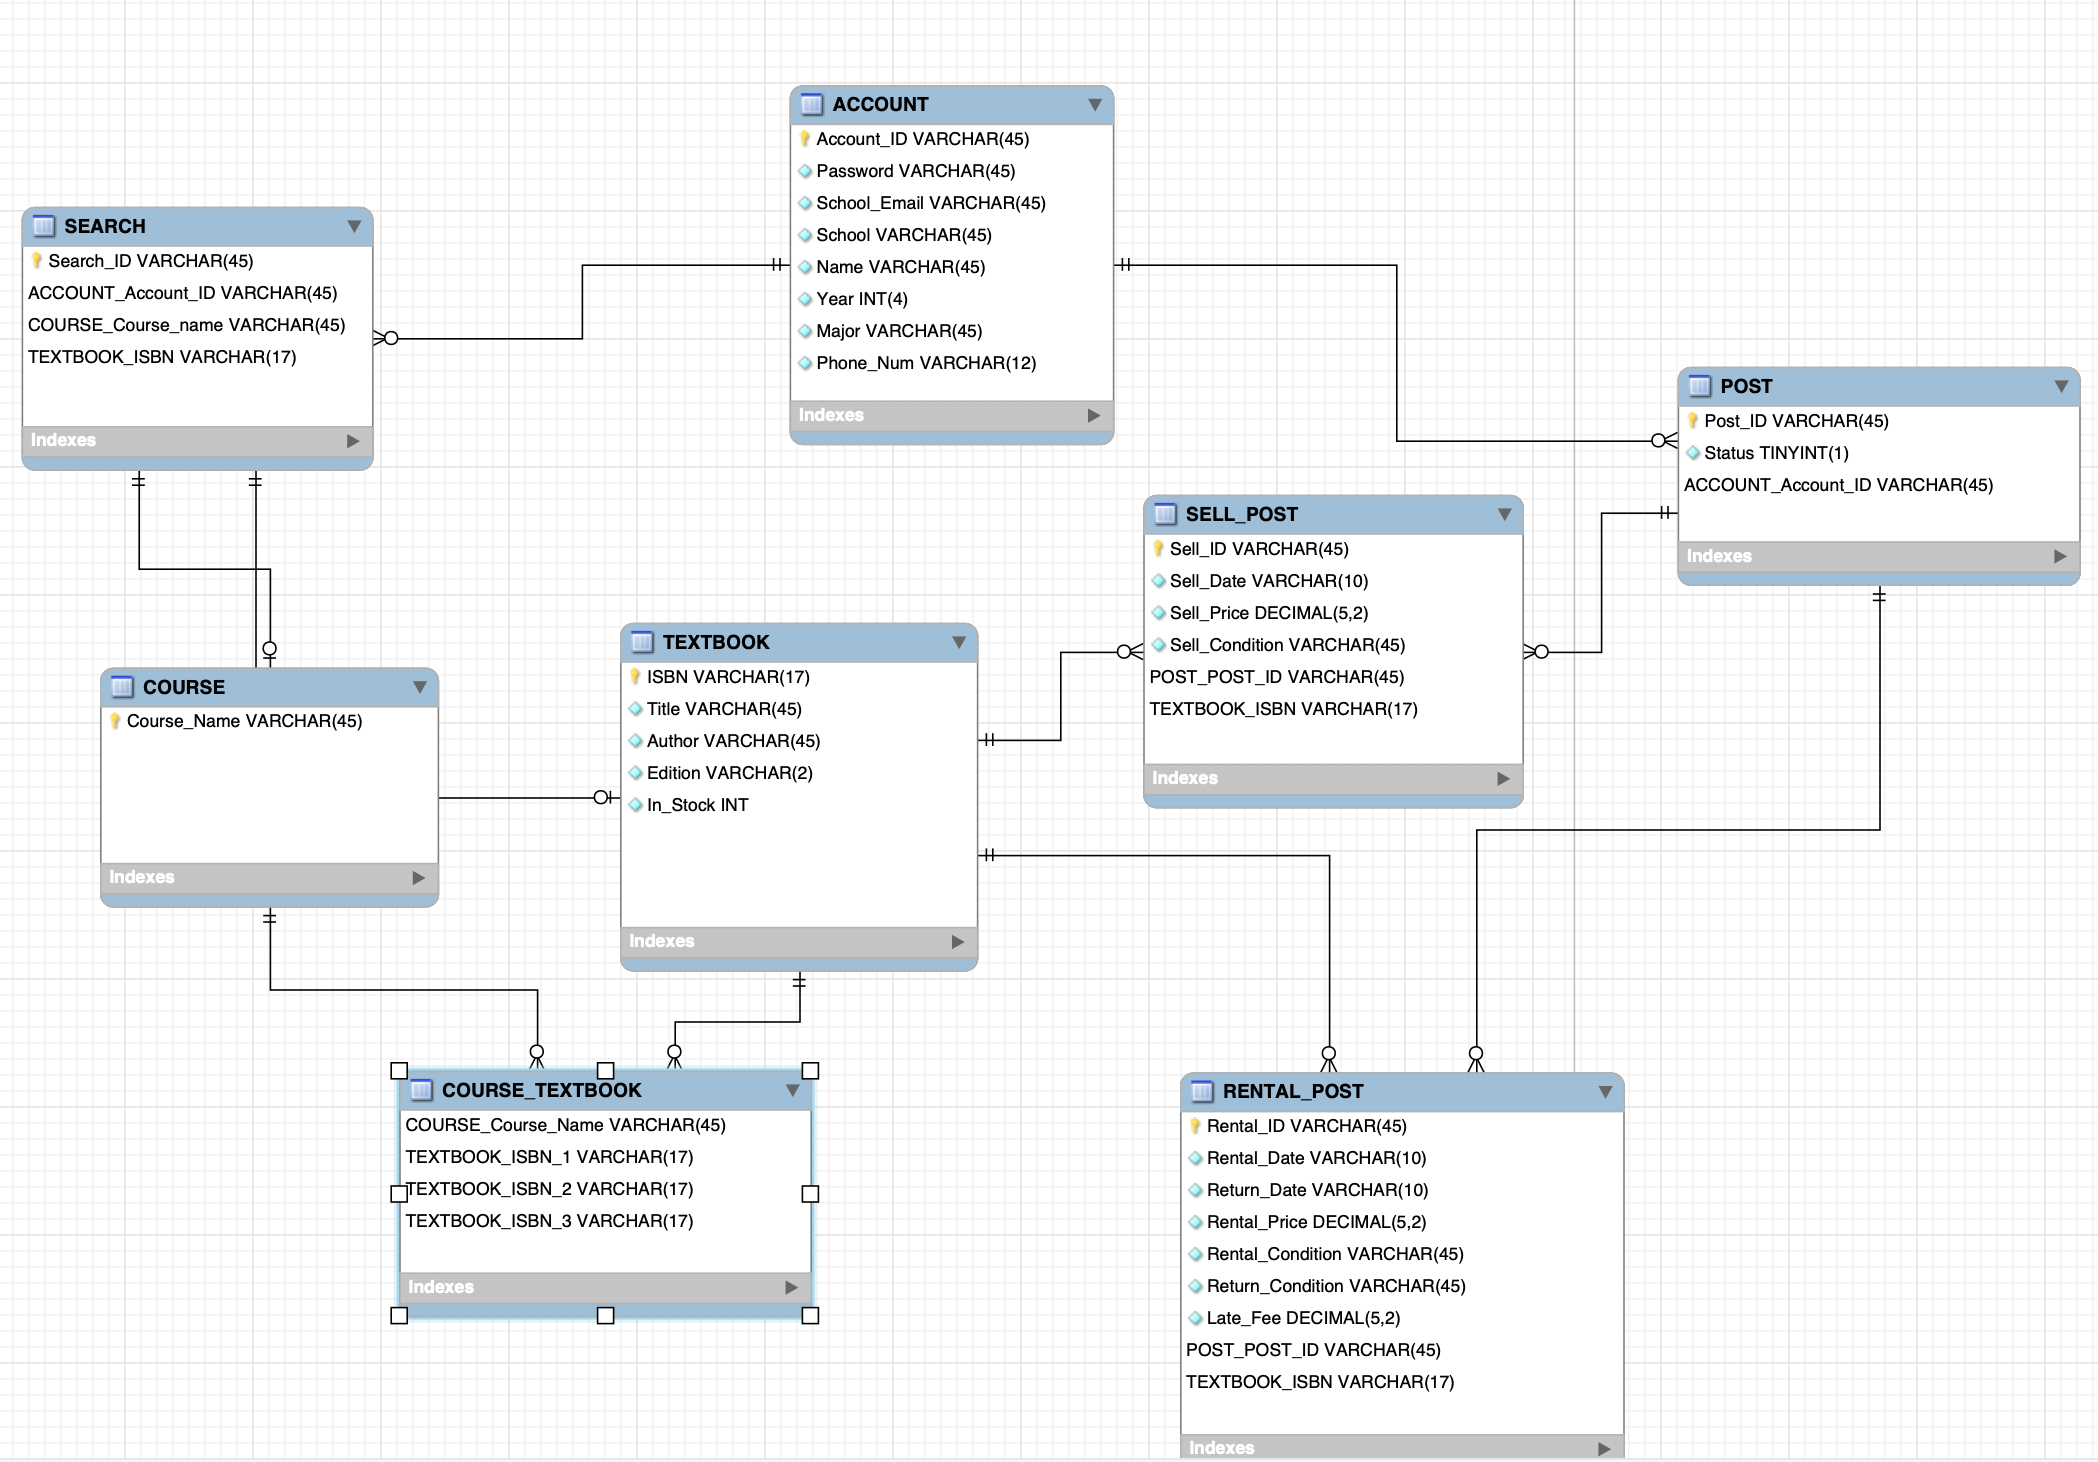 ACCOUNT
Account_ID VARCHAR(45)
Password VARCHAR(45)
School_Email VARCHAR(45)
School VARCHAR(45)
Name VARCHAR(45)
Year INT(4)
Major VARCHAR(45)
Phone_Num VARCHAR(12)
Indexes
SEARCH
Search_ID VARCHAR(45)
ACCOUNT_Account_ID VARCHAR(45)
COURSE_Course_name VARCHAR(45)
TEXTBOOK_ISBN VARCHAR(17)
Indexes
POST
Post_ID VARCHAR(45)
Status TINYINT(1)
ACCOUNT_Account_ID VARCHAR(45)
Indexes
SELL_POST
Sell_ID VARCHAR(45)
Sell_Date VARCHAR(10)
Sell_Price DECIMAL(5,2)
Sell_Condition VARCHAR(45)
POST_POST_ID VARCHAR(45)
TEXTBOOK_ISBN VARCHAR(17)
Indexes
TEXTBOOK
ISBN VARCHAR(17)
Title VARCHAR(45)
Author VARCHAR(45)
Edition VARCHAR(2)
In_Stock INT
Indexes
COURSE
Course_Name VARCHAR(45)
Indexes
COURSE_TEXTBOOK
COURSE_Course_Name VARCHAR(45)
TEXTBOOK_ISBN_1 VARCHAR(17)
TEXTBOOK_ISBN_2 VARCHAR(17)
TEXTBOOK_ISBN_3 VARCHAR(17)
Indexes
RENTAL_POST
Rental_ID VARCHAR(45)
Rental_Date VARCHAR(10)
Return_Date VARCHAR(10)
Rental_Price DECIMAL(5,2)
Rental_Condition VARCHAR(45)
Return_Condition VARCHAR(45)
Late_Fee DECIMAL(5,2)
POST_POST_ID VARCHAR(45)
TEXTBOOK_ISBN VARCHAR(17)
Indexes